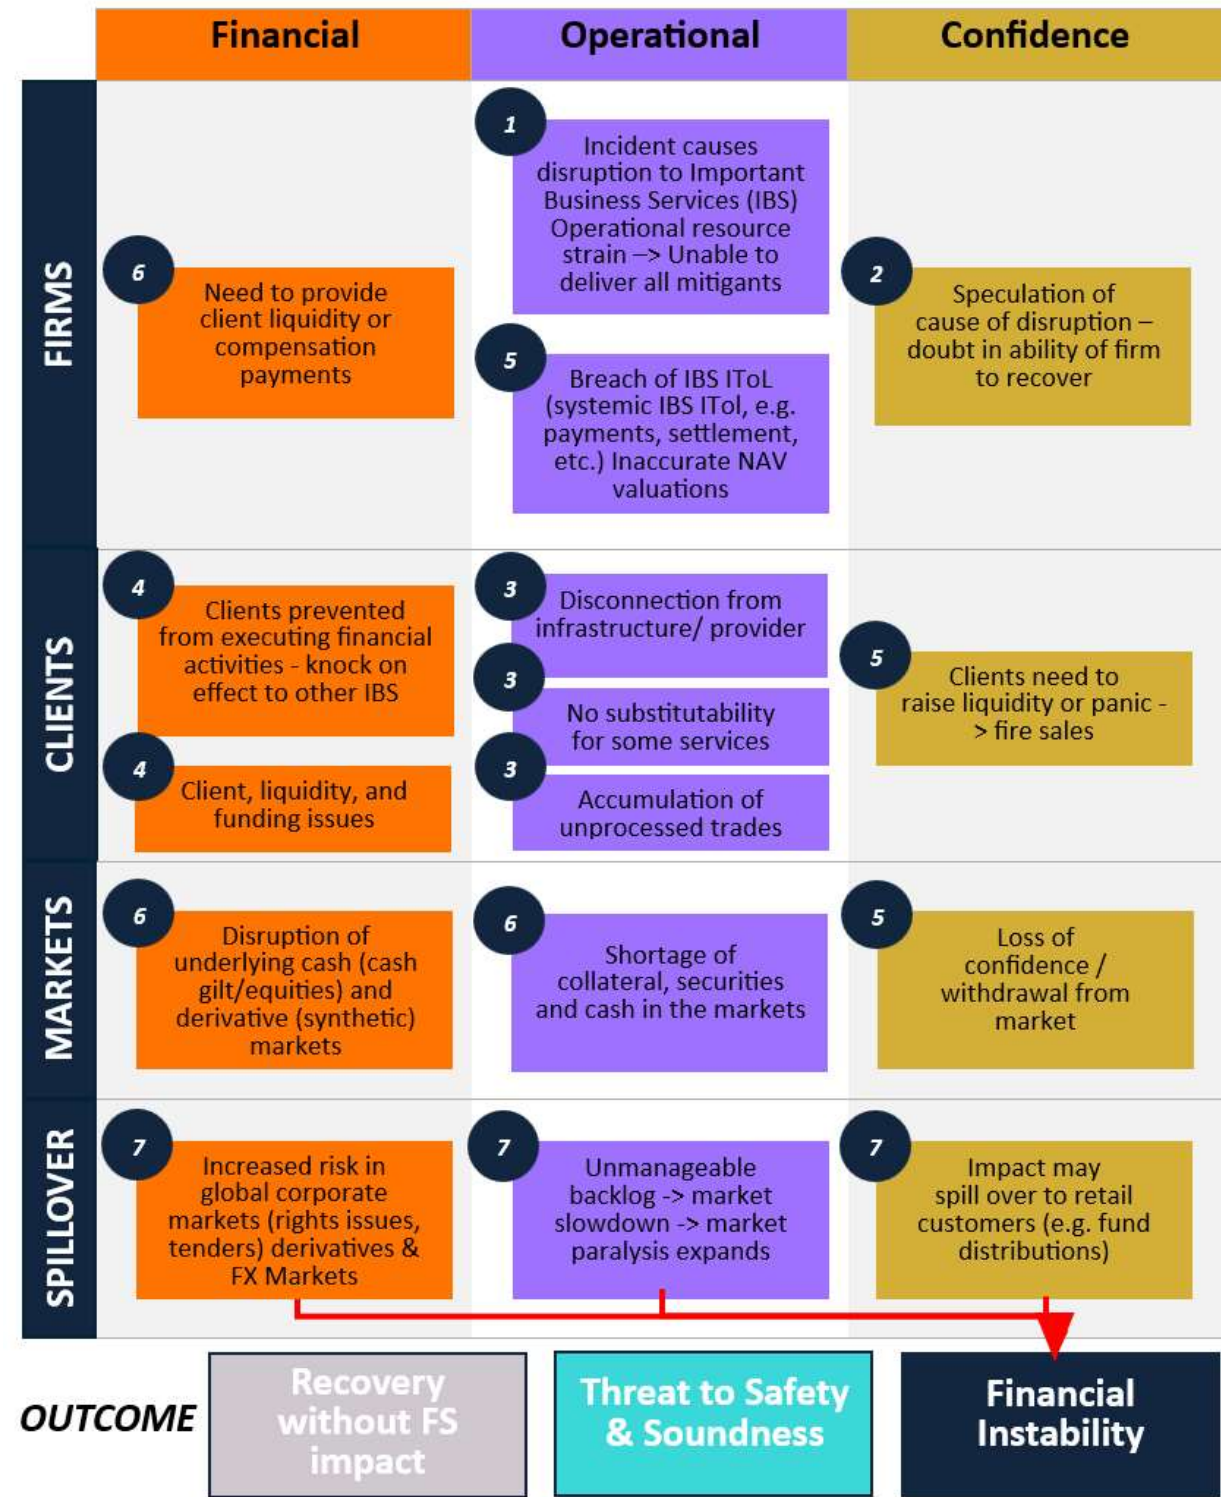 Financial
Operational
Confidence
FIRMS
6
Need to provide
client liquidity or
compensation
payments
1
Incident causes
disruption to Important
Business Services (IBS)
Operational resource
strain –> Unable to
deliver all mitigants
5
Breach of IBS IToL
(systemic IBS ITol, e.g.
payments, settlement,
etc.) Inaccurate NAV
valuations
2
Speculation of
cause of disruption –
doubt in ability of firm
to recover
CLIENTS
4
Clients prevented
from executing financial
activities - knock on
effect to other IBS
4
Client, liquidity, and
funding issues
3
Disconnection from
infrastructure/ provider
3
No substitutability
for some services
3
Accumulation of
unprocessed trades
5
Clients need to
raise liquidity or panic -
> fire sales
MARKETS
6
Disruption of
underlying cash (cash
gilt/equities) and
derivative (synthetic)
markets
6
Shortage of
collateral, securities
and cash in the markets
5
Loss of
confidence /
withdrawal from
market
SPILLOVER
7
Increased risk in
global corporate
markets (rights issues,
tenders) derivatives &
FX Markets
7
Unmanageable
backlog -> market
slowdown -> market
paralysis expands
7
Impact may
spill over to retail
customers (e.g. fund
distributions)
OUTCOME
Recovery
without FS
impact
Threat to Safety
& Soundness
Financial
Instability